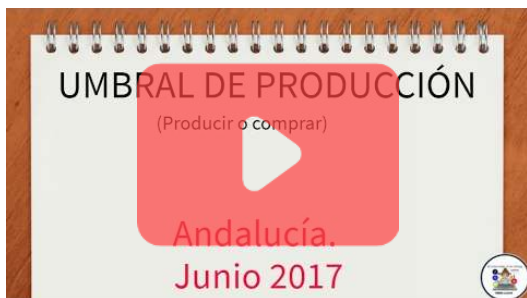 UMBRAL DE PRODUCCIÓN
(Producir o comprar)
Andalucía.
Junio 2017